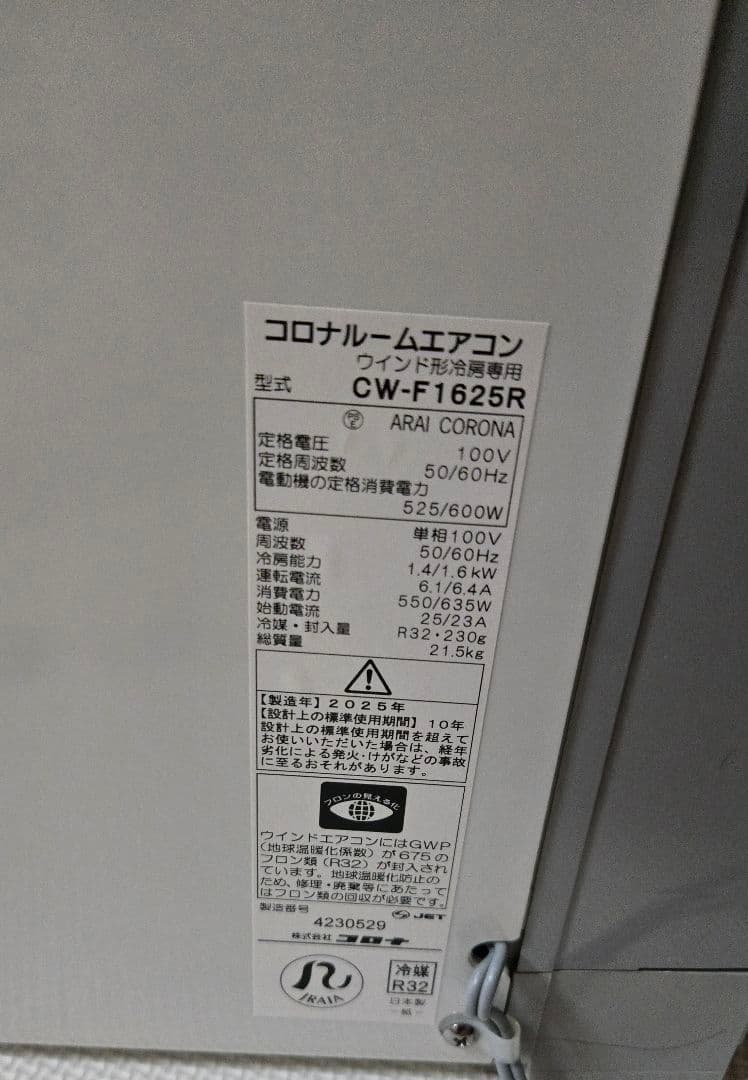 コロナルームエアコン
ウインド形冷房専用
型式 CW-F1625R
PS E ARAI CORONA
定格電圧 100V
定格周波数 50/60Hz
電動機の定格消費電力
525/600W
電源 単相100V
周波数 50/60Hz
冷房能力 1.4/1.6kW
運転電流 6.1/6.4A
消費電力 550/635W
始動電流 25/23A
冷媒・封入量 R32・230g
総質量 21.5kg
【製造年】2025年
【設計上の標準使用期間】10年
設計上の標準使用期間を超えて
お使いいただいた場合は、経年
劣化による発火・けがなどの事故
に至るおそれがあります。
フロンの見える化
ウインドエアコンにはGWP
(地球温暖化係数)が675の
フロン類(R32)が封入され
ています。地球温暖化防止の
ため、修理・廃棄等にあたって
はフロン類の回収が必要です。
製造番号 JET
4230529
株式会社 コロナ
JRAIA
冷媒
R32
日本製